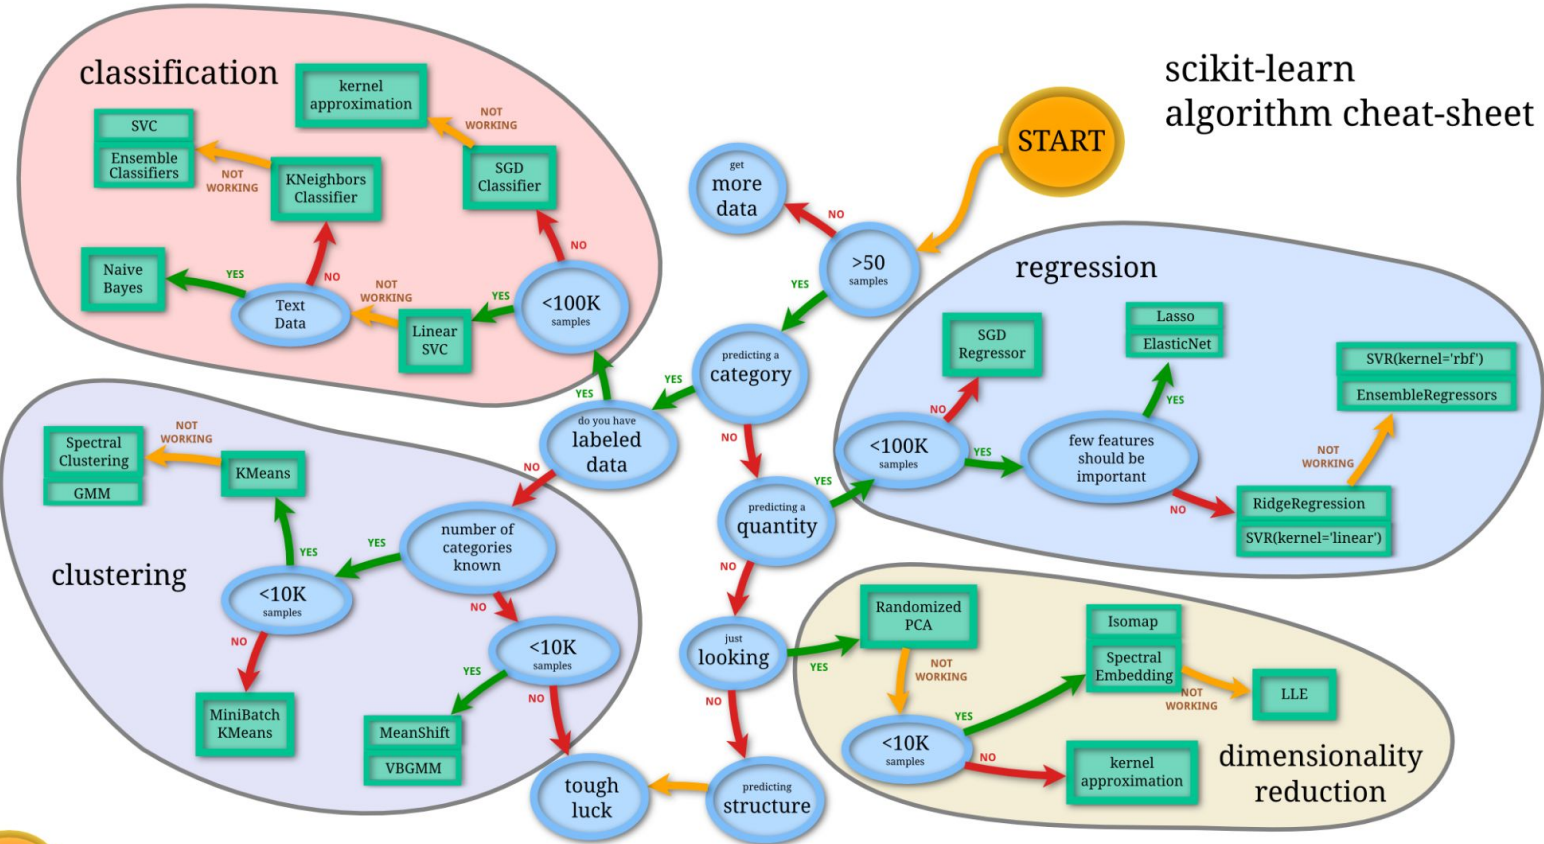 scikit-learn
algorithm cheat-sheet
START
classification
kernel
approximation
NOT
WORKING
SVC
Ensemble
Classifiers
NOT
WORKING
KNeighbors
Classifier
SGD
Classifier
NO
Naive
Bayes
YES
NO
Text
Data
NOT
WORKING
Linear
SVC
YES
<100K
samples
YES
get
more
data
NO
>50
samples
YES
predicting a
category
YES
do you have
labeled
data
NO
NO
predicting a
quantity
YES
NO
just
looking
YES
NO
predicting
structure
tough
luck
regression
SGD
Regressor
NO
<100K
samples
YES
Lasso
ElasticNet
YES
few features
should be
important
NO
SVR(kernel='rbf')
EnsembleRegressors
NOT
WORKING
RidgeRegression
SVR(kernel='linear')
clustering
Spectral
Clustering
GMM
NOT
WORKING
KMeans
YES
<10K
samples
NO
MiniBatch
KMeans
YES
number of
categories
known
NO
<10K
samples
YES
NO
MeanShift
VBGMM
dimensionality
reduction
Randomized
PCA
NOT
WORKING
<10K
samples
YES
NO
Isomap
Spectral
Embedding
NOT
WORKING
LLE
kernel
approximation